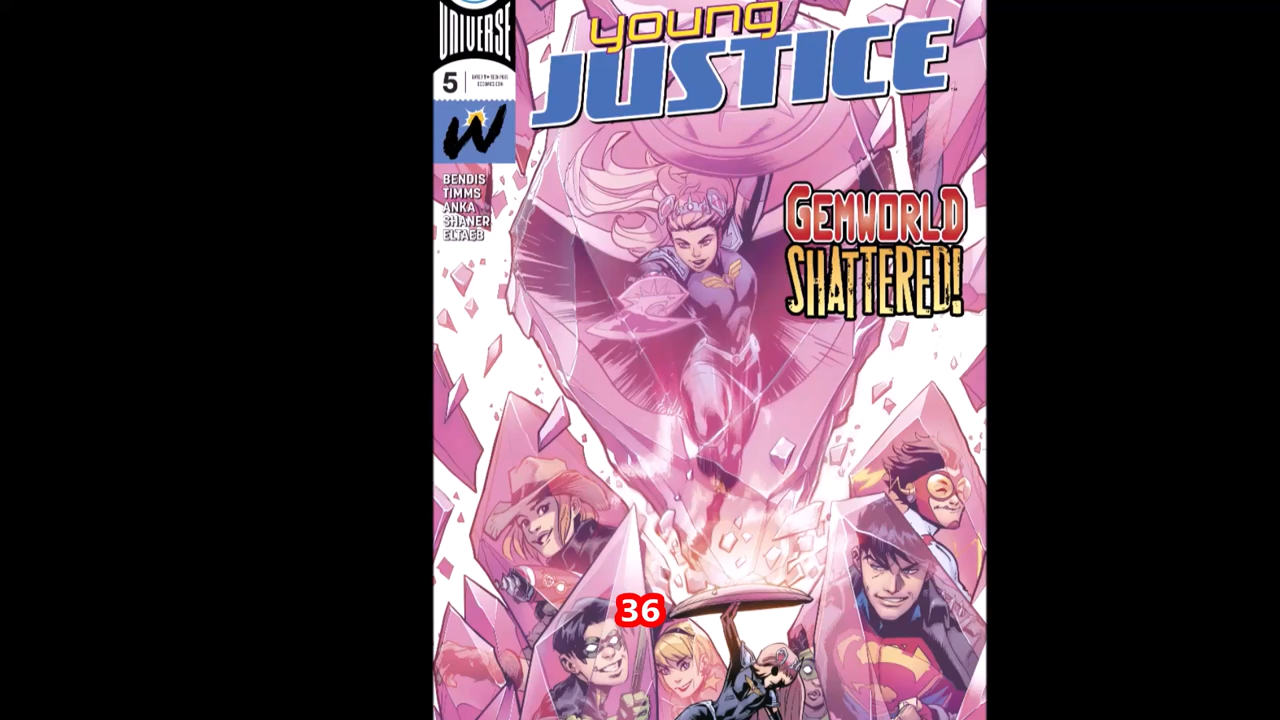 UNIVERSE
young
JUSTICE
5
W
BENDIS
TIMMS
ANKA
SHANER
ELTAEB
GEMWORLD
SHATTERED!
36